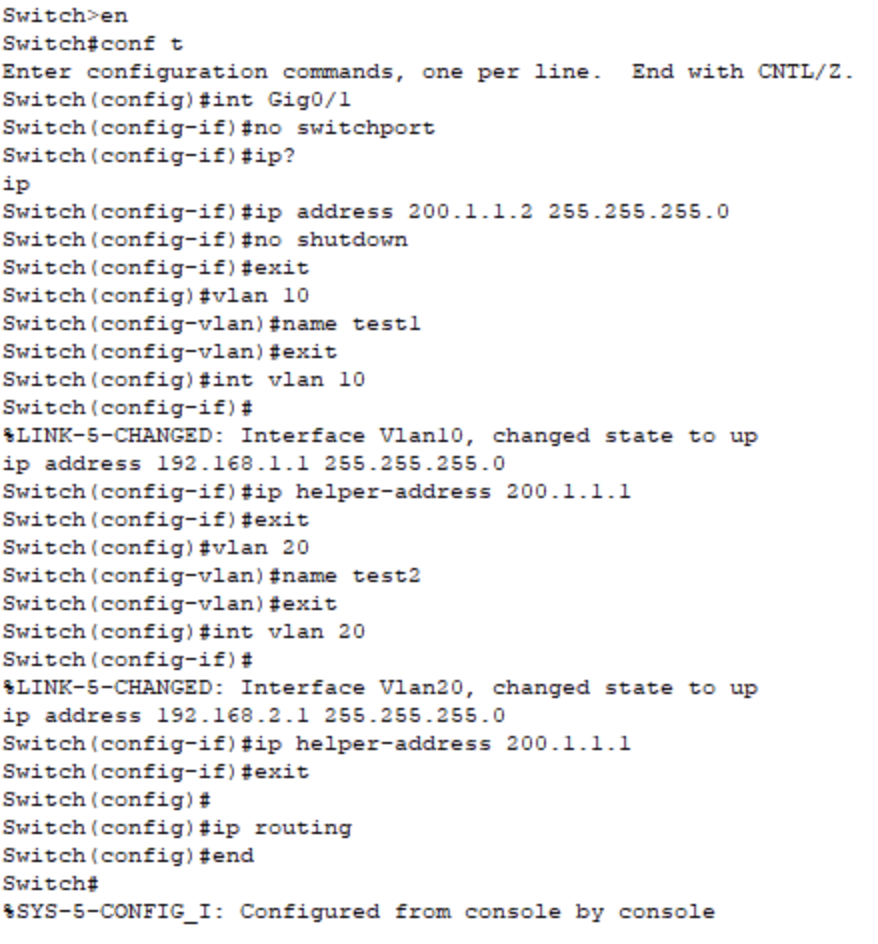 Switch>en
Switch#conf t
Enter configuration commands, one per line.  End with CNTL/Z.
Switch(config)#int Gig0/1
Switch(config-if)#no switchport
Switch(config-if)#ip?
ip
Switch(config-if)#ip address 200.1.1.2 255.255.255.0
Switch(config-if)#no shutdown
Switch(config-if)#exit
Switch(config)#vlan 10
Switch(config-vlan)#name test1
Switch(config-vlan)#exit
Switch(config)#int vlan 10
Switch(config-if)#
%LINK-5-CHANGED: Interface Vlan10, changed state to up
ip address 192.168.1.1 255.255.255.0
Switch(config-if)#ip helper-address 200.1.1.1
Switch(config-if)#exit
Switch(config)#vlan 20
Switch(config-vlan)#name test2
Switch(config-vlan)#exit
Switch(config)#int vlan 20
Switch(config-if)#
%LINK-5-CHANGED: Interface Vlan20, changed state to up
ip address 192.168.2.1 255.255.255.0
Switch(config-if)#ip helper-address 200.1.1.1
Switch(config-if)#exit
Switch(config)#
Switch(config)#ip routing
Switch(config)#end
Switch#
%SYS-5-CONFIG_I: Configured from console by console